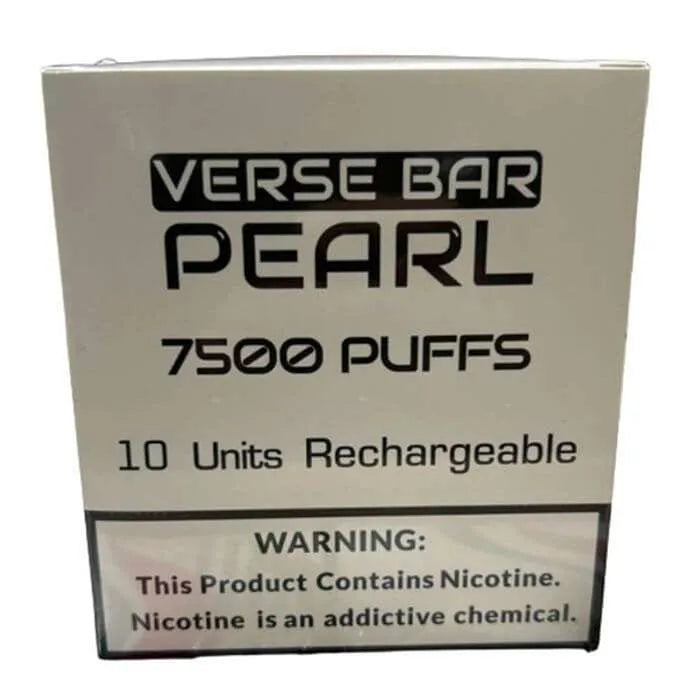 VERSE BAR
PEARL
7500 PUFFS
10 Units Rechargeable
WARNING:
This Product Contains Nicotine.
Nicotine is an addictive chemical.